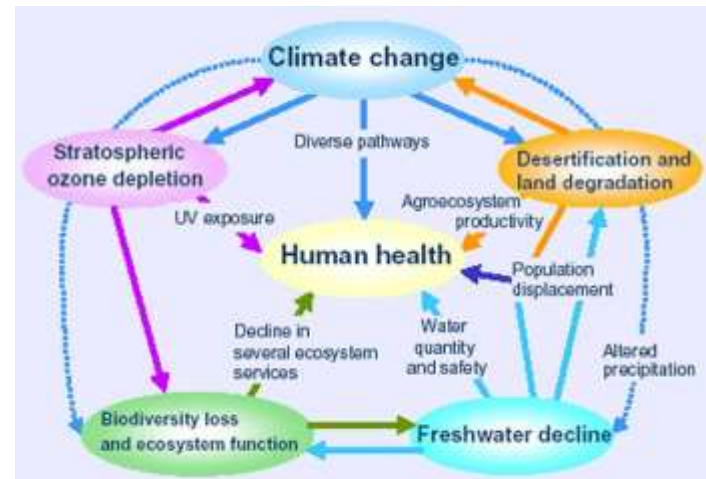 Climate change
Diverse pathways
Stratospheric
ozone depletion
Desertification and
land degradation
UV exposure
Agroecosystem
productivity
Human health
Population
displacement
Decline in
several ecosystem
services
Water
quantity
and safety
Altered
precipitation
Biodiversity loss
and ecosystem function
Freshwater decline